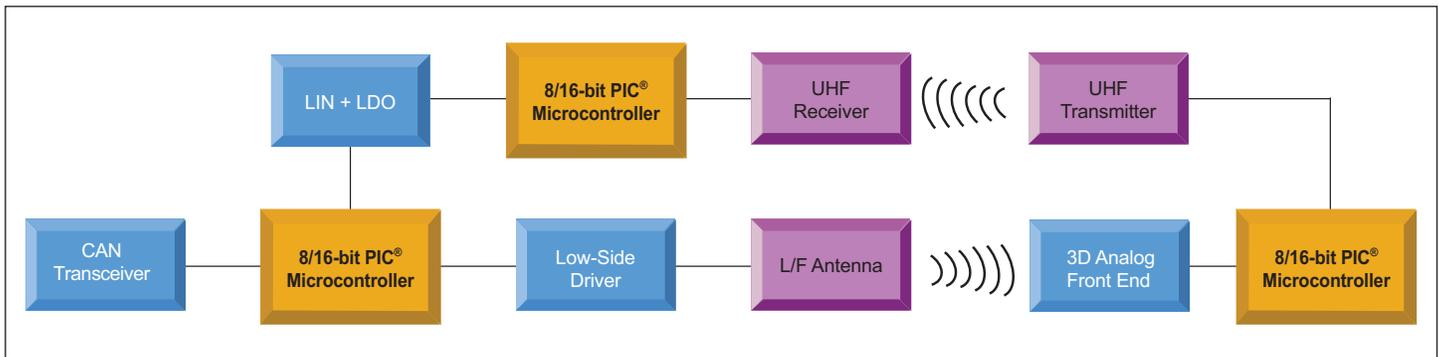 LIN + LDO
8/16-bit PIC®
Microcontroller
UHF
Receiver
UHF
Transmitter
CAN
Transceiver
8/16-bit PIC®
Microcontroller
Low-Side
Driver
L/F Antenna
3D Analog
Front End
8/16-bit PIC®
Microcontroller